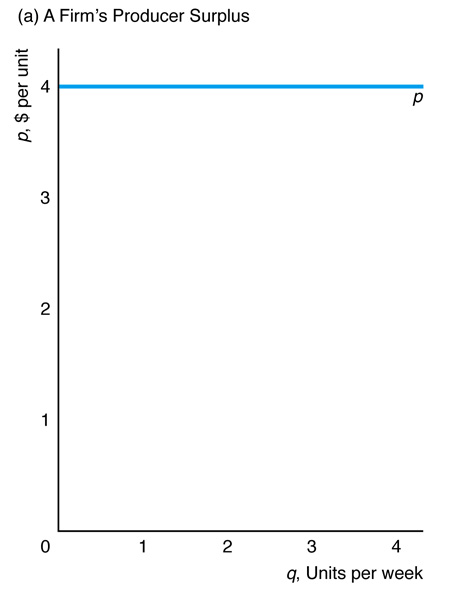 (a) A Firm's Producer Surplus
p, $ per unit
4
p
3
2
1
0 1 2 3 4
q, Units per week